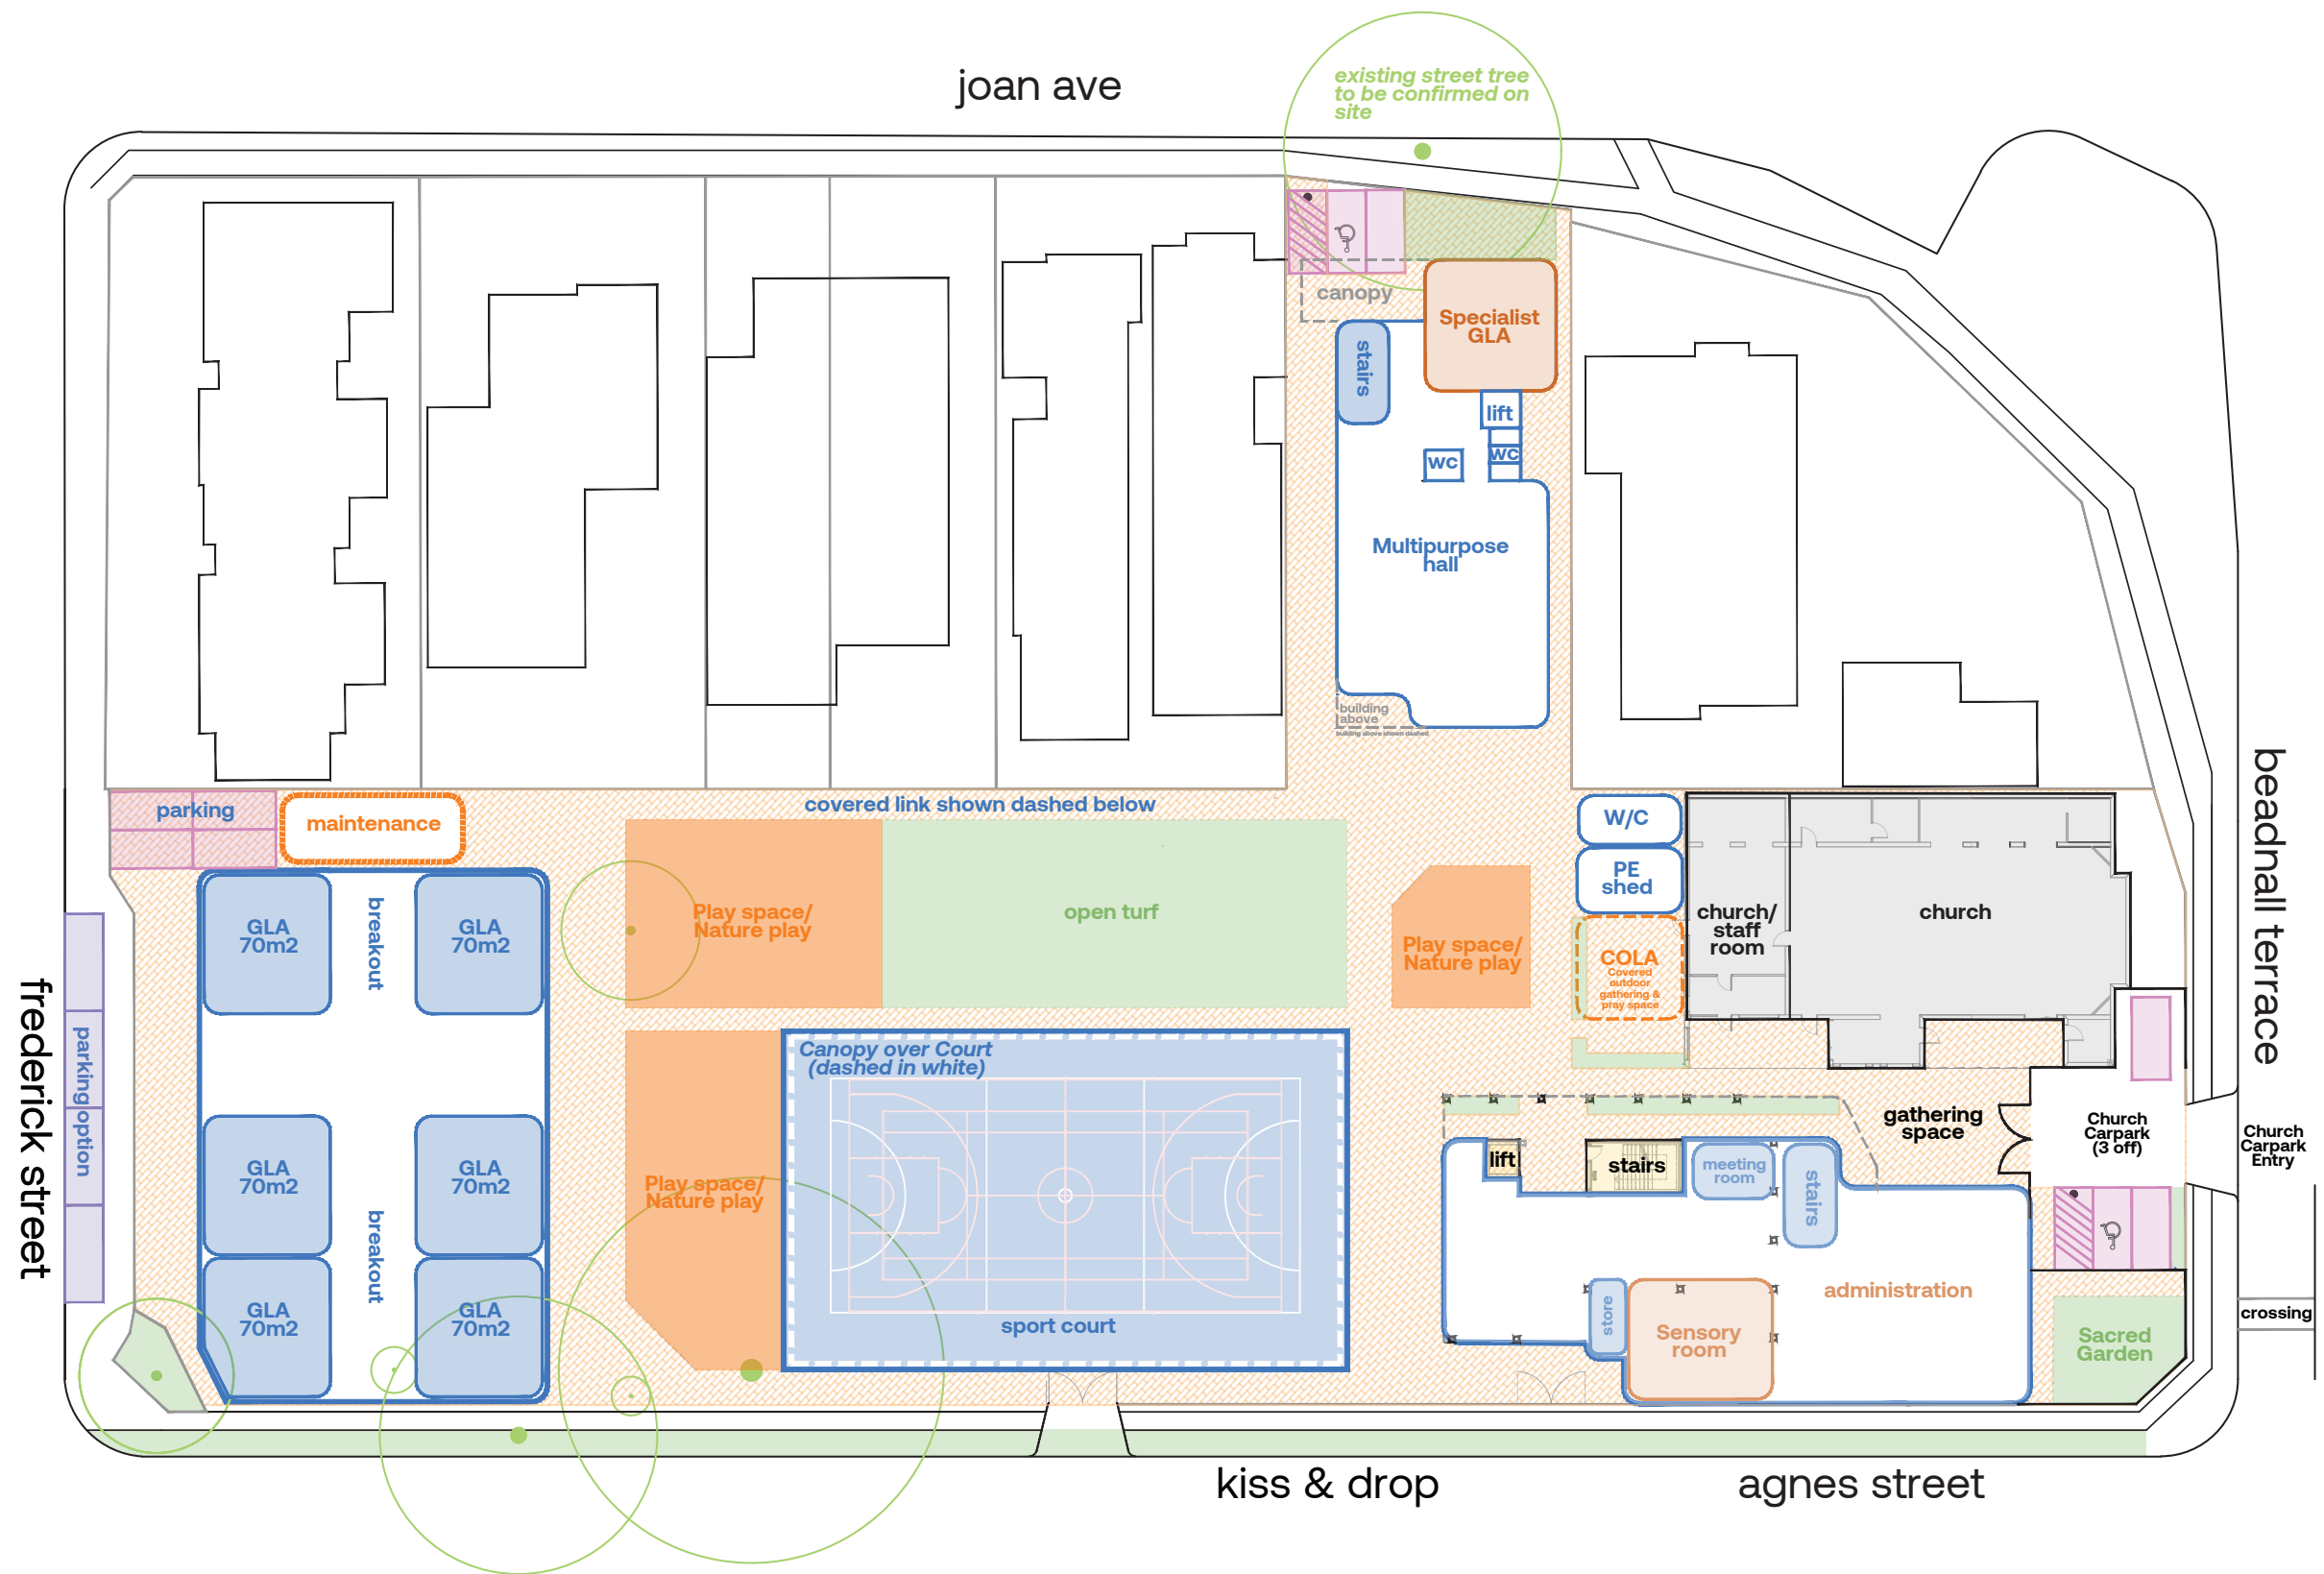 joan ave
existing street tree
to be confirmed on
site
canopy
Specialist
GLA
stairs
lift
wc
wc
Multipurpose
hall
building
above
building above shown dashed
parking
maintenance
covered link shown dashed below
W/C
PE
shed
church/
staff
room
church
beadnall terrace
GLA
70m2
breakout
GLA
70m2
Play space/
Nature play
open turf
Play space/
Nature play
COLA
Covered
outdoor
gathering &
pray space
frederick street
parking option
Canopy over Court
(dashed in white)
gathering
space
Church
Carpark
(3 off)
Church
Carpark
Entry
GLA
70m2
GLA
70m2
Play space/
Nature play
lift
stairs
meeting
room
stairs
breakout
GLA
70m2
GLA
70m2
sport court
store
Sensory
room
administration
crossing
Sacred
Garden
kiss & drop
agnes street